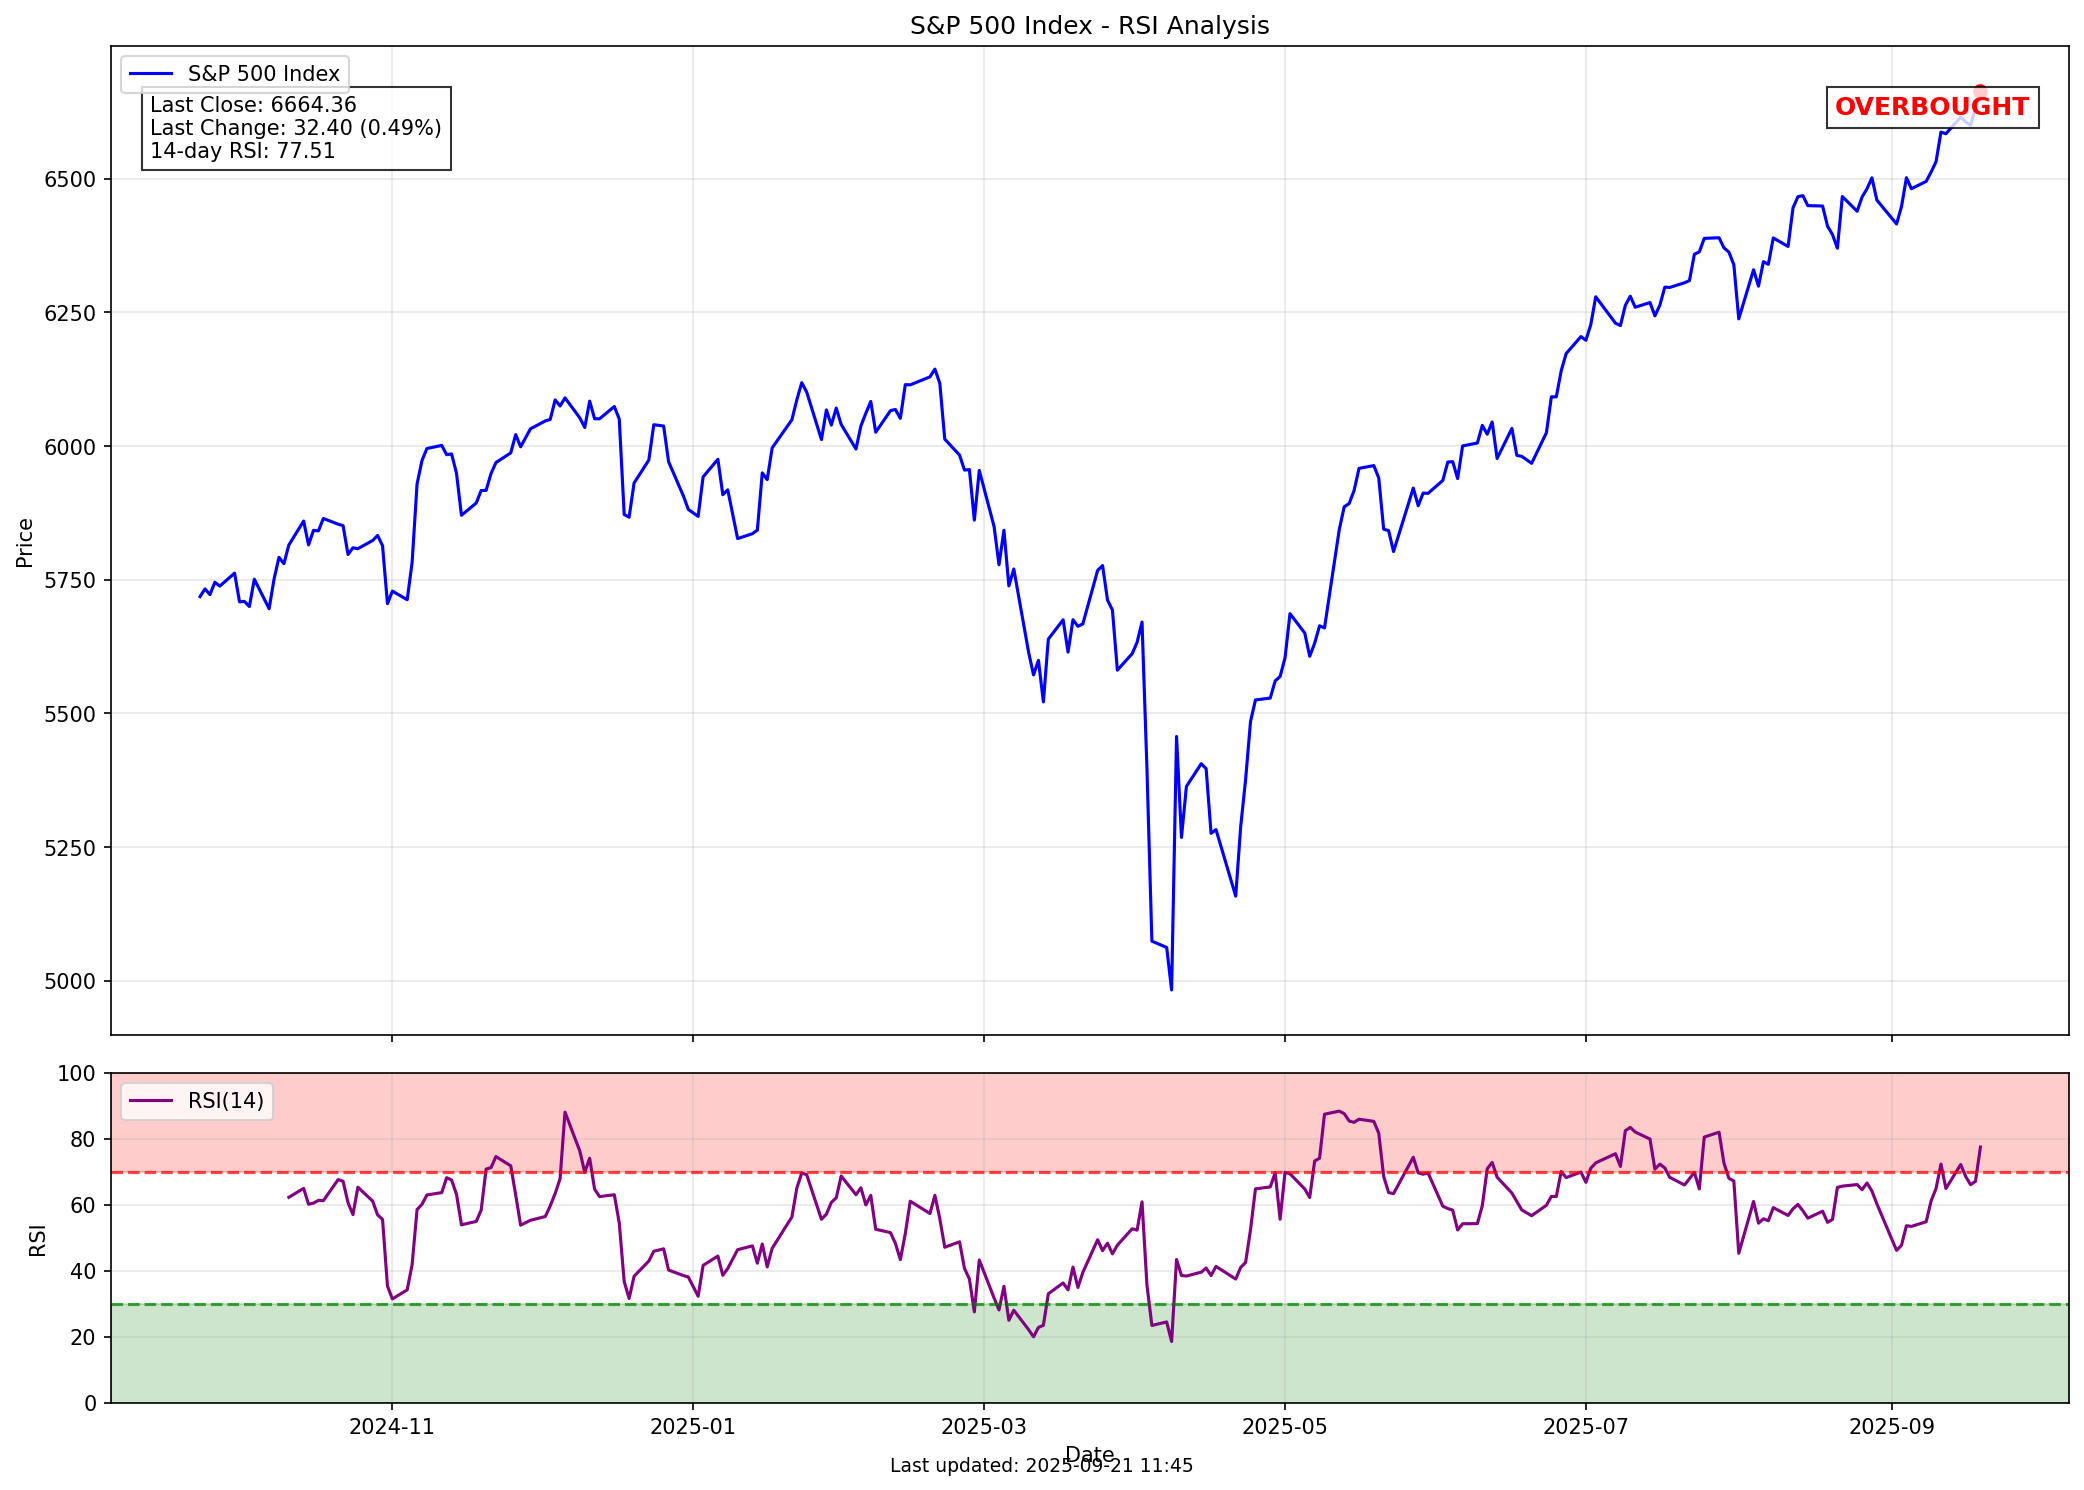 S&P 500 Index - RSI Analysis
S&P 500 Index
Last Close: 6664.36
Last Change: 32.40 (0.49%)
14-day RSI: 77.51
OVERBOUGHT
Price
6500
6250
6000
5750
5500
5250
5000
RSI(14)
RSI
100
80
60
40
20
0
2024-11
2025-01
2025-03
2025-05
2025-07
2025-09
Date
Last updated: 2025-09-21 11:45